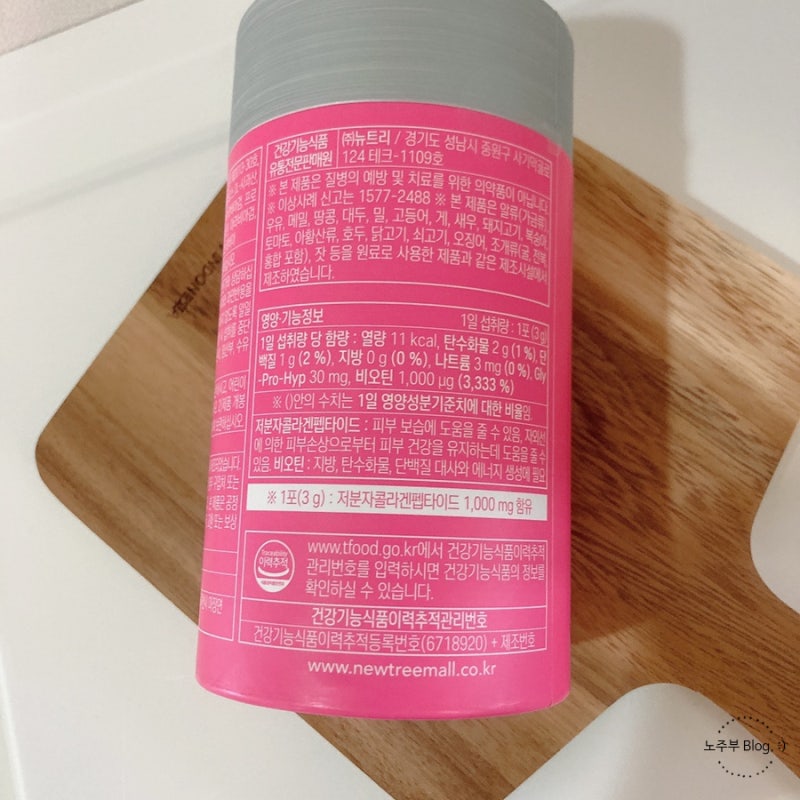 건강기능식품
유통전문판매원
㈜뉴트리 / 경기도 성남시 중원구 사기막골로
124 테크-1109호
※ 본 제품은 질병의 예방 및 치료를 위한 의약품이 아닙니다.
※ 이상사례 신고는 1577-2488 ※ 본 제품은 알류(가금류)
우유, 메밀, 땅콩, 대두, 밀, 고등어, 게, 새우, 돼지고기, 복숭아,
토마토, 아황산류, 호두, 닭고기, 쇠고기, 오징어, 조개류(굴, 전복,
홍합 포함), 잣 등을 원료로 사용한 제품과 같은 제조시설에서
제조하였습니다.
영양·기능정보 1일 섭취량 : 1포(3 g)
1일 섭취량 당 함량 : 열량 11 kcal, 탄수화물 2 g (1 %), 단
백질 1 g (2 %), 지방 0 g (0 %), 나트륨 3 mg (0 %), Gly
-Pro-Hyp 30 mg, 비오틴 1,000 µg (3,333 %)
※ ()안의 수치는 1일 영양성분기준치에 대한 비율임.
저분자콜라겐펩타이드 : 피부 보습에 도움을 줄 수 있음, 자외선
에 의한 피부손상으로부터 피부 건강을 유지하는데 도움을 줄 수
있음. 비오틴 : 지방, 탄수화물, 단백질 대사와 에너지 생성에 필요
※ 1포(3 g) : 저분자콜라겐펩타이드 1,000 mg 함유
Traceability
이력추적
www.tfood.go.kr에서 건강기능식품이력추적
관리번호를 입력하시면 건강기능식품의 정보를
확인하실 수 있습니다.
건강기능식품이력추적관리번호
건강기능식품이력추적등록번호(6718920) + 제조번호
www.newtreemall.co.kr
노주부 Blog. :)